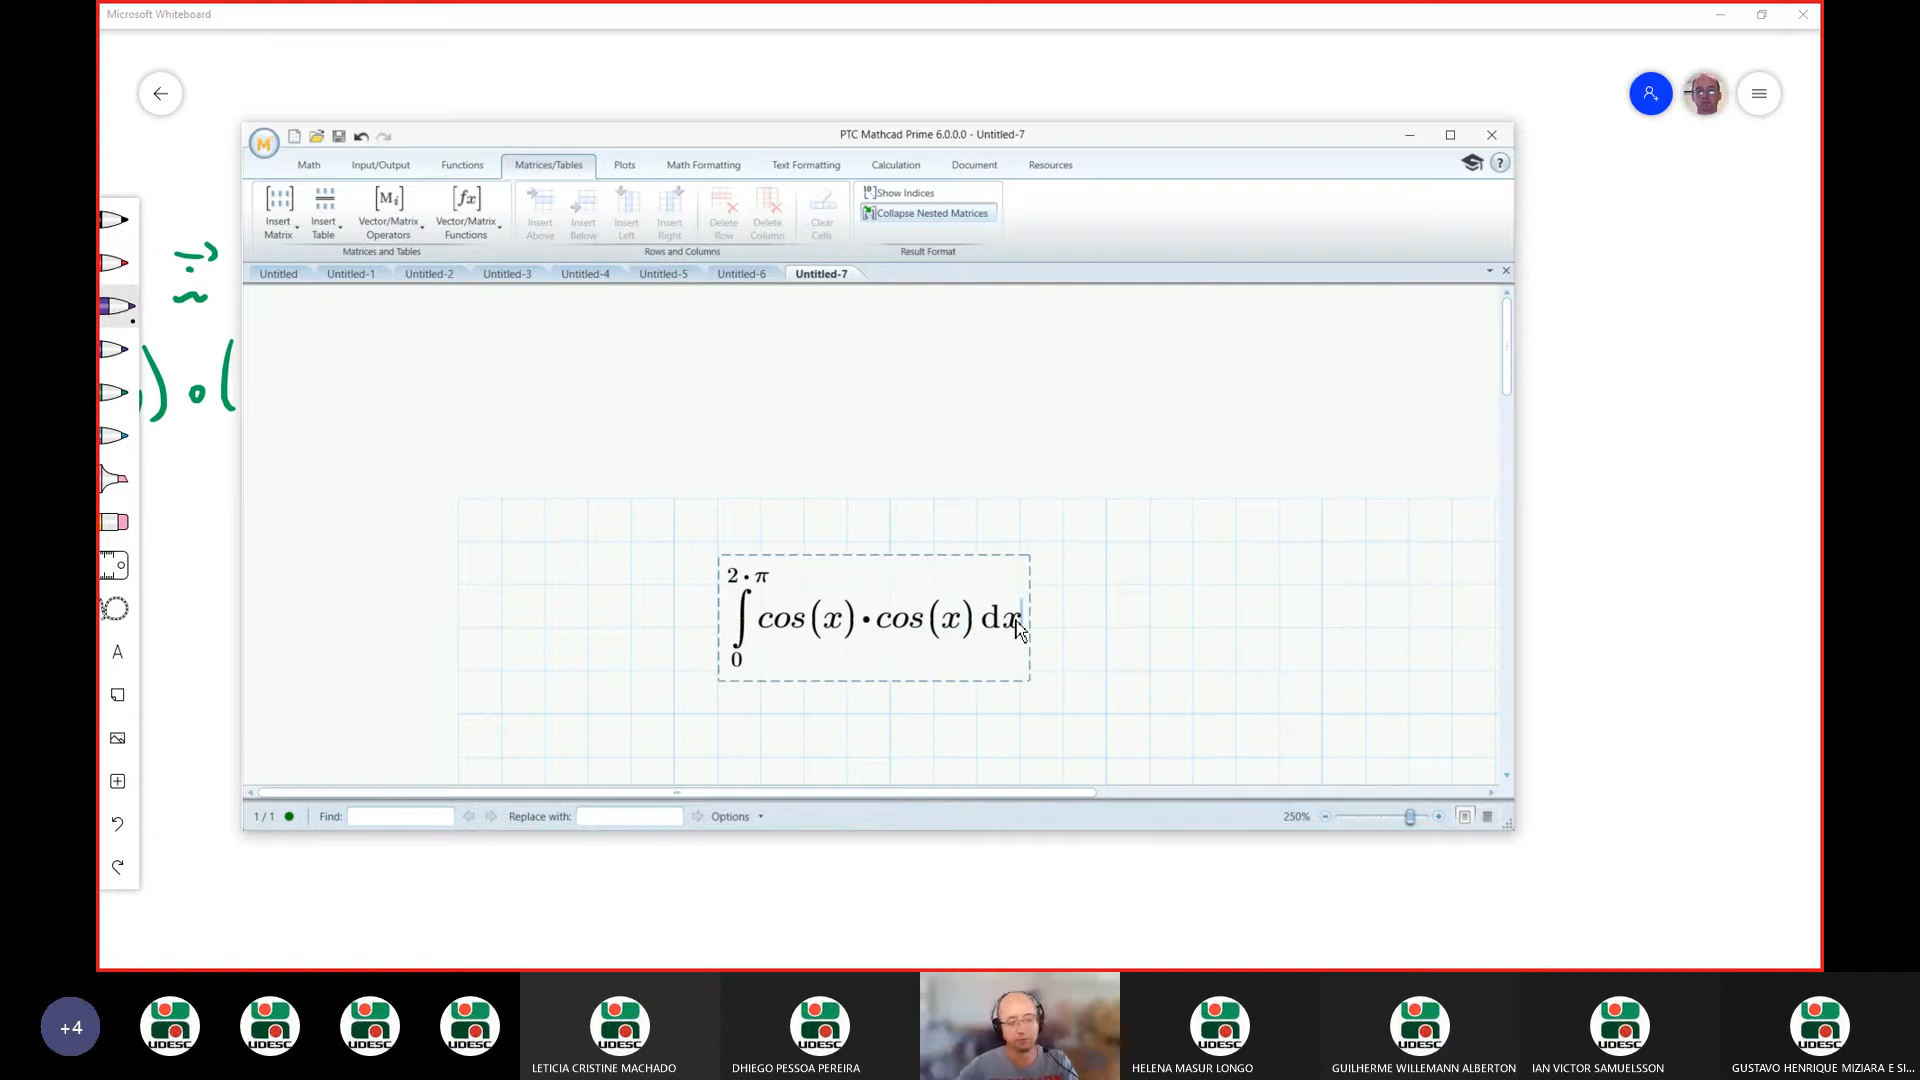 Microsoft Whiteboard
PTC Mathcad Prime 6.0.0.0 - Untitled-7
Math Input/Output Functions Matrices/Tables Plots Math Formatting Text Formatting Calculation Document Resources
Insert Matrix
Insert Table
Vector/Matrix Operators
Vector/Matrix Functions
Insert Above
Insert Below
Insert Left
Insert Right
Delete Row
Delete Column
Clear Cells
Show Indices
Collapse Nested Matrices
Matrices and Tables Rows and Columns Result Format
Untitled Untitled-1 Untitled-2 Untitled-3 Untitled-4 Untitled-5 Untitled-6 Untitled-7
2·π
∫ cos(x)·cos(x) dx
0
1 / 1 Find: Replace with: Options 250%
+4
UDESC UDESC UDESC UDESC UDESC UDESC UDESC UDESC UDESC UDESC
LETICIA CRISTINE MACHADO DHIEGO PESSOA PEREIRA HELENA MASUR LONGO GUILHERME WILLEMANN ALBERTON IAN VICTOR SAMUELSSON GUSTAVO HENRIQUE MIZIARA E SI...